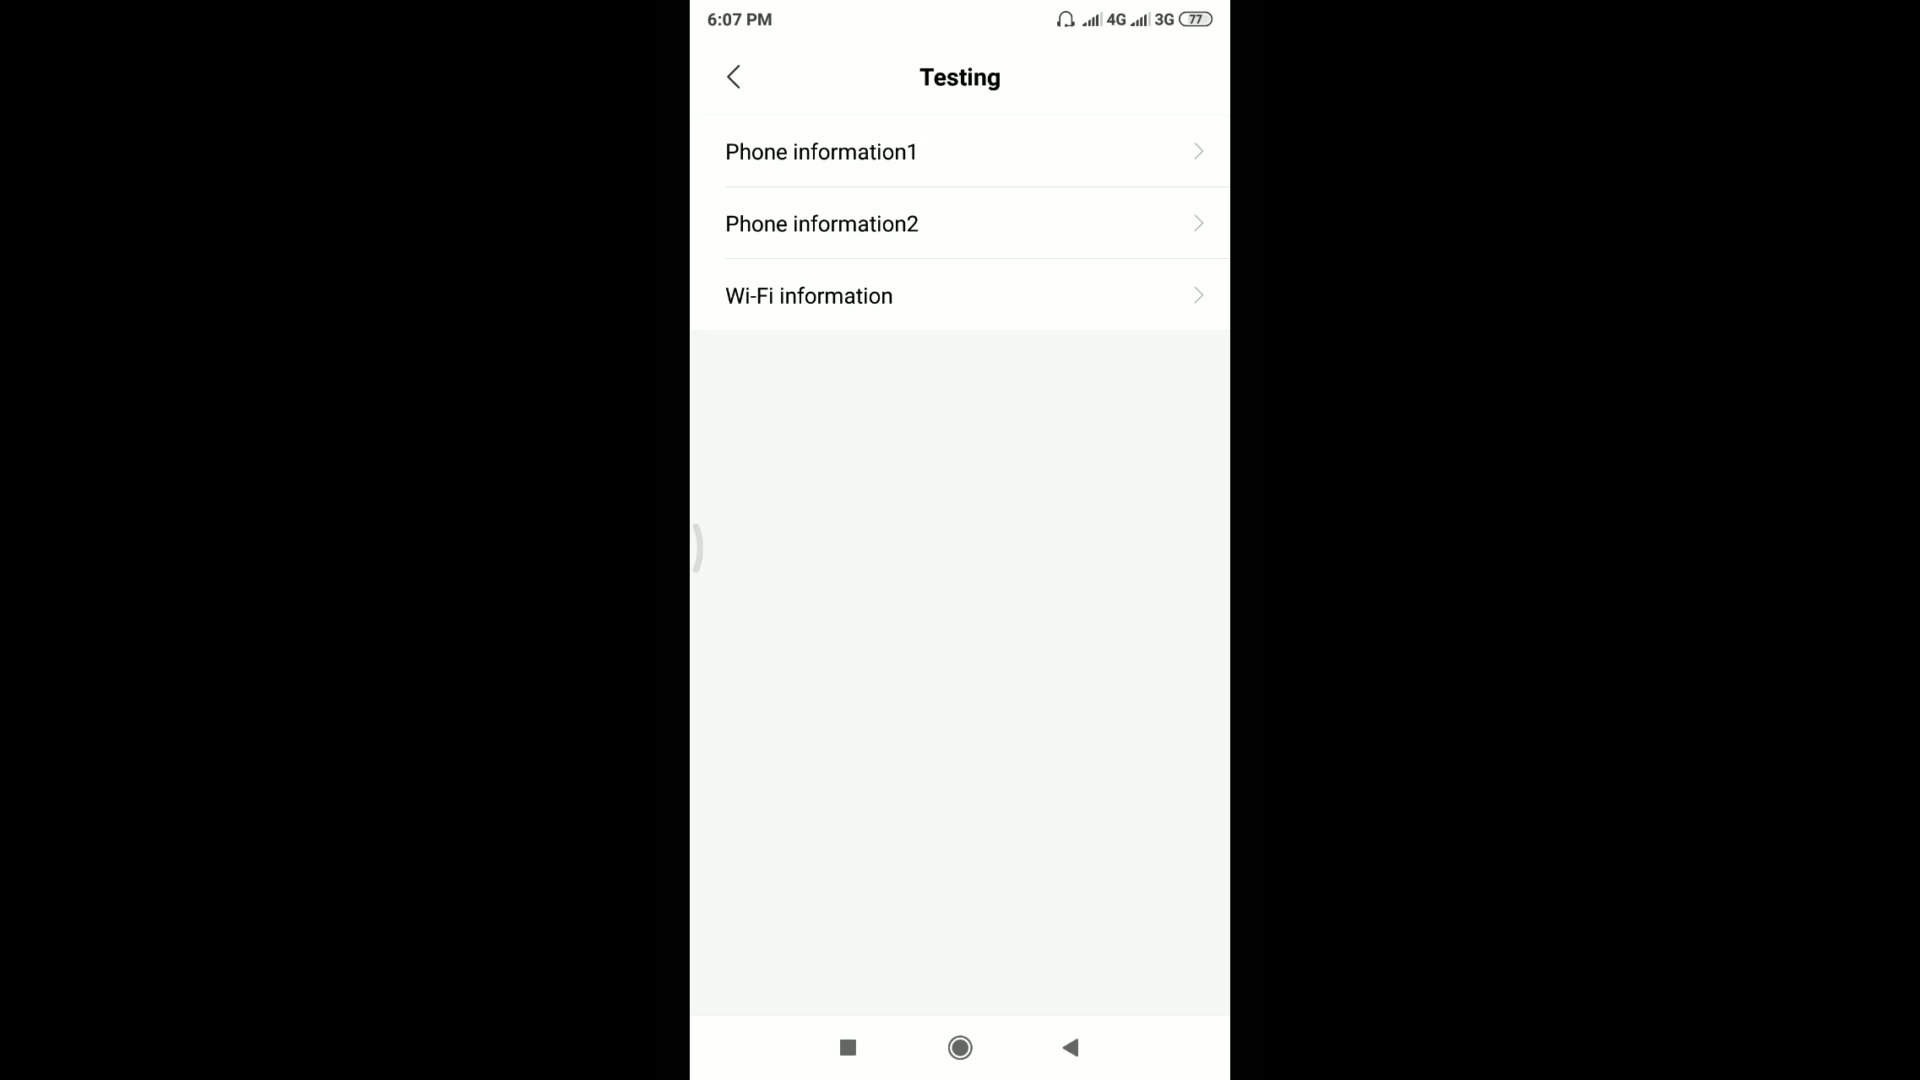 6:07 PM 4G 3G 77
Testing
Phone information1
Phone information2
Wi-Fi information